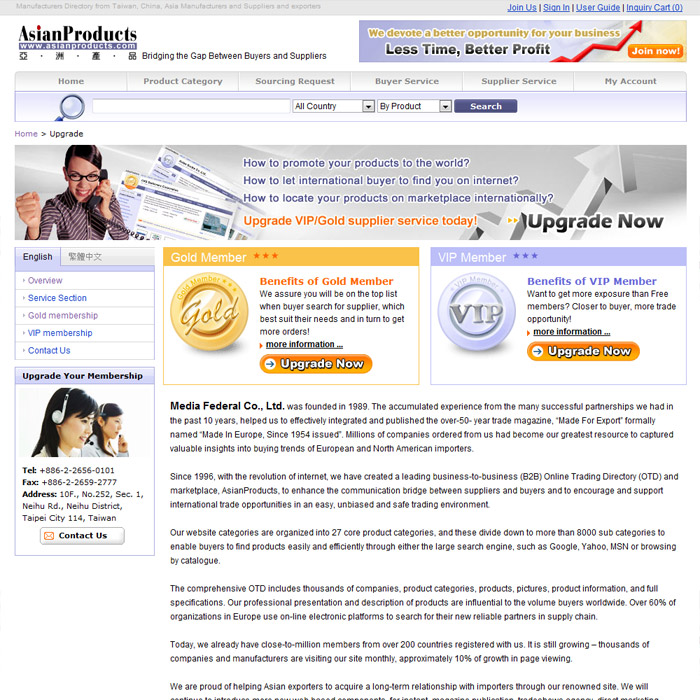 Manufacturers Directory from Taiwan, China, Asia Manufacturers and Suppliers and exporters
Join Us | Sign In | User Guide | Inquiry Cart (0)
AsianProducts
www.asianproducts.com
亞 ‧ 洲 ‧ 產 ‧ 品
Bridging the Gap Between Buyers and Suppliers
We devote a better opportunity for your business
Less Time, Better Profit
Join now!
Home
Product Category
Sourcing Request
Buyer Service
Supplier Service
My Account
All Country
By Product
Search
Home > Upgrade
How to promote your products to the world?
How to let international buyer to find you on internet?
How to locate your products on marketplace internationally?
Upgrade VIP/Gold supplier service today!
Upgrade Now
English
繁體中文
Overview
Service Section
Gold membership
VIP membership
Contact Us
Upgrade Your Membership
Tel: +886-2-2656-0101
Fax: +886-2-2659-2777
Address: 10F., No.252, Sec. 1,
Neihu Rd., Neihu District,
Taipei City 114, Taiwan
Contact Us
Gold Member ★★★
Gold Member
Gold
Benefits of Gold Member
We assure you will be on the top list
when buyer search for supplier, which
best suit their needs and in turn to get
more orders!
more information ...
Upgrade Now
VIP Member ★★★
VIP Member
VIP
Benefits of VIP Member
Want to get more exposure than Free
members? Closer to buyer, more trade
opportunity!
more information ...
Upgrade Now
Media Federal Co., Ltd. was founded in 1989. The accumulated experience from the many successful partnerships we had in
the past 10 years, helped us to effectively integrated and published the over-50- year trade magazine, “Made For Export” formally
named “Made In Europe, Since 1954 issued”. Millions of companies ordered from us had become our greatest resource to captured
valuable insights into buying trends of European and North American importers.
Since 1996, with the revolution of internet, we have created a leading business-to-business (B2B) Online Trading Directory (OTD) and
marketplace, AsianProducts, to enhance the communication bridge between suppliers and buyers and to encourage and support
international trade opportunities in an easy, unbiased and safe trading environment.
Our website categories are organized into 27 core product categories, and these divide down to more than 8000 sub categories to
enable buyers to find products easily and efficiently through either the large search engine, such as Google, Yahoo, MSN or browsing
by catalogue.
The comprehensive OTD includes thousands of companies, product categories, products, pictures, product information, and full
specifications. Our professional presentation and description of products are influential to the volume buyers worldwide. Over 60% of
organizations in Europe use on-line electronic platforms to search for their new reliable partners in supply chain.
Today, we already have close-to-million members from over 200 countries registered with us. It is still growing – thousands of
companies and manufacturers are visiting our site monthly, approximately 10% of growth in page viewing.
We are proud of helping Asian exporters to acquire a long-term relationship with importers through our renowned site. We will